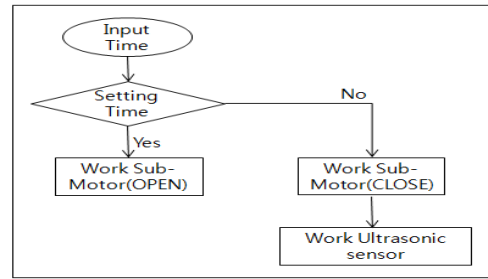 Input
Time
Setting
Time
No
Yes
Work Sub-
Motor(OPEN)
Work Sub-
Motor(CLOSE)
Work Ultrasonic
sensor